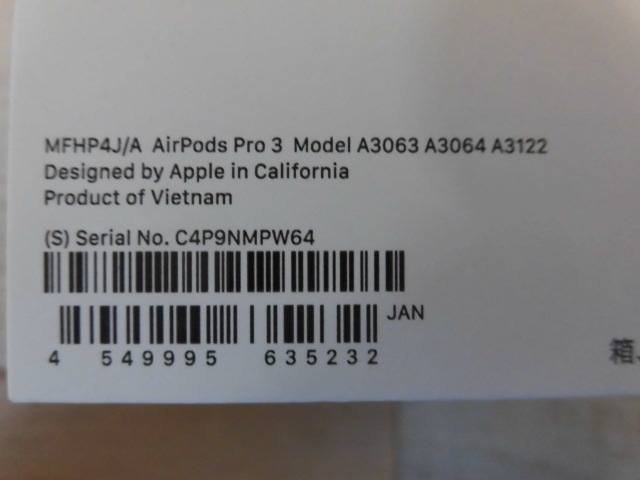 MFHP4J/A AirPods Pro 3 Model A3063 A3064 A3122
Designed by Apple in California
Product of Vietnam
(S) Serial No. C4P9NMPW64
JAN
4 549995 635232
箱